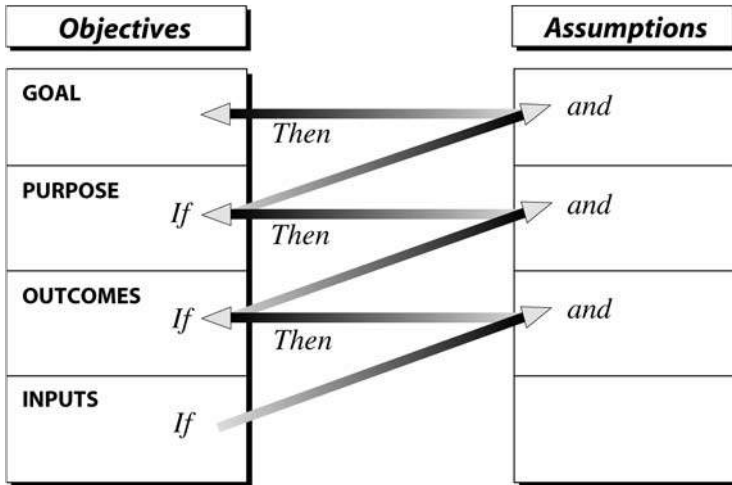 Objectives
Assumptions
GOAL
and
Then
PURPOSE
If
and
Then
OUTCOMES
If
and
Then
INPUTS
If